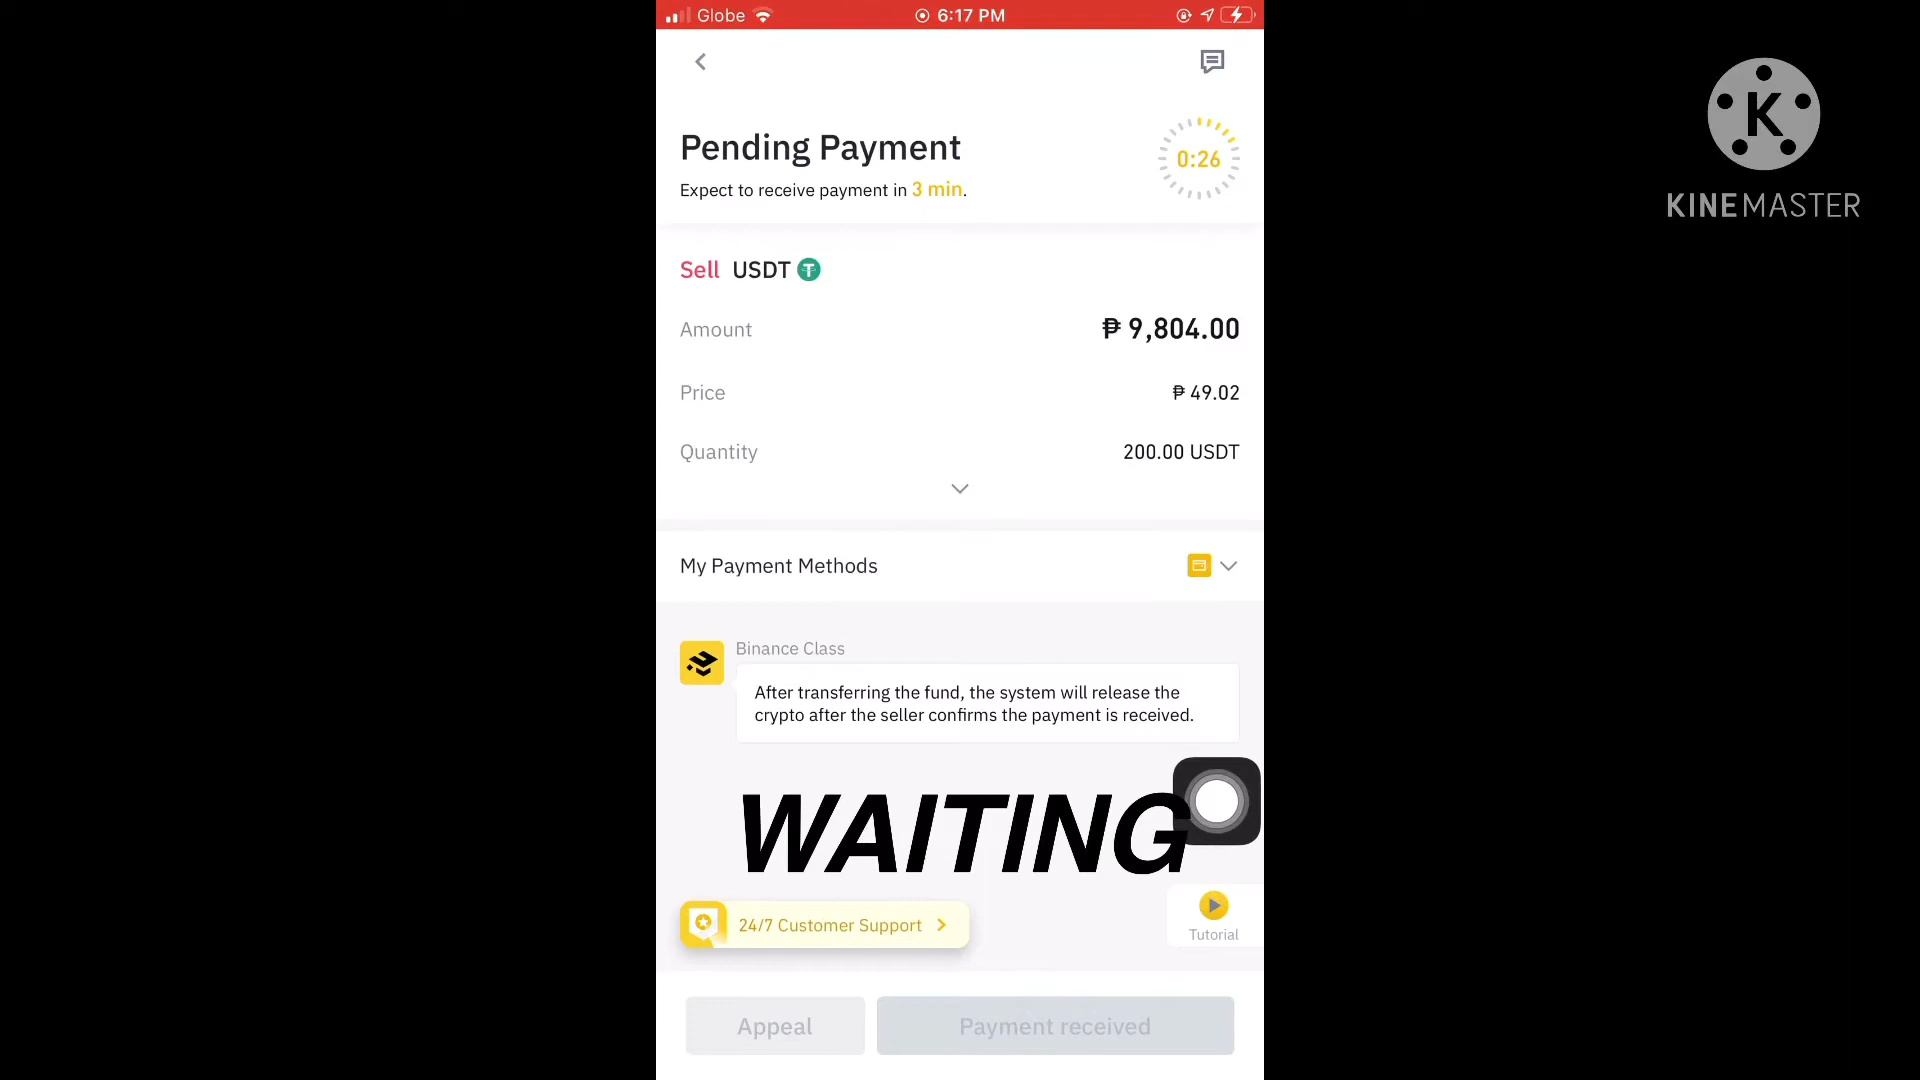 Globe
6:17 PM
Pending Payment
0:26
Expect to receive payment in 3 min.
Sell USDT
Amount
₱ 9,804.00
Price
₱ 49.02
Quantity
200.00 USDT
My Payment Methods
Binance Class
After transferring the fund, the system will release the
crypto after the seller confirms the payment is received.
WAITING
24/7 Customer Support
Tutorial
Appeal
Payment received
K
KINEMASTER